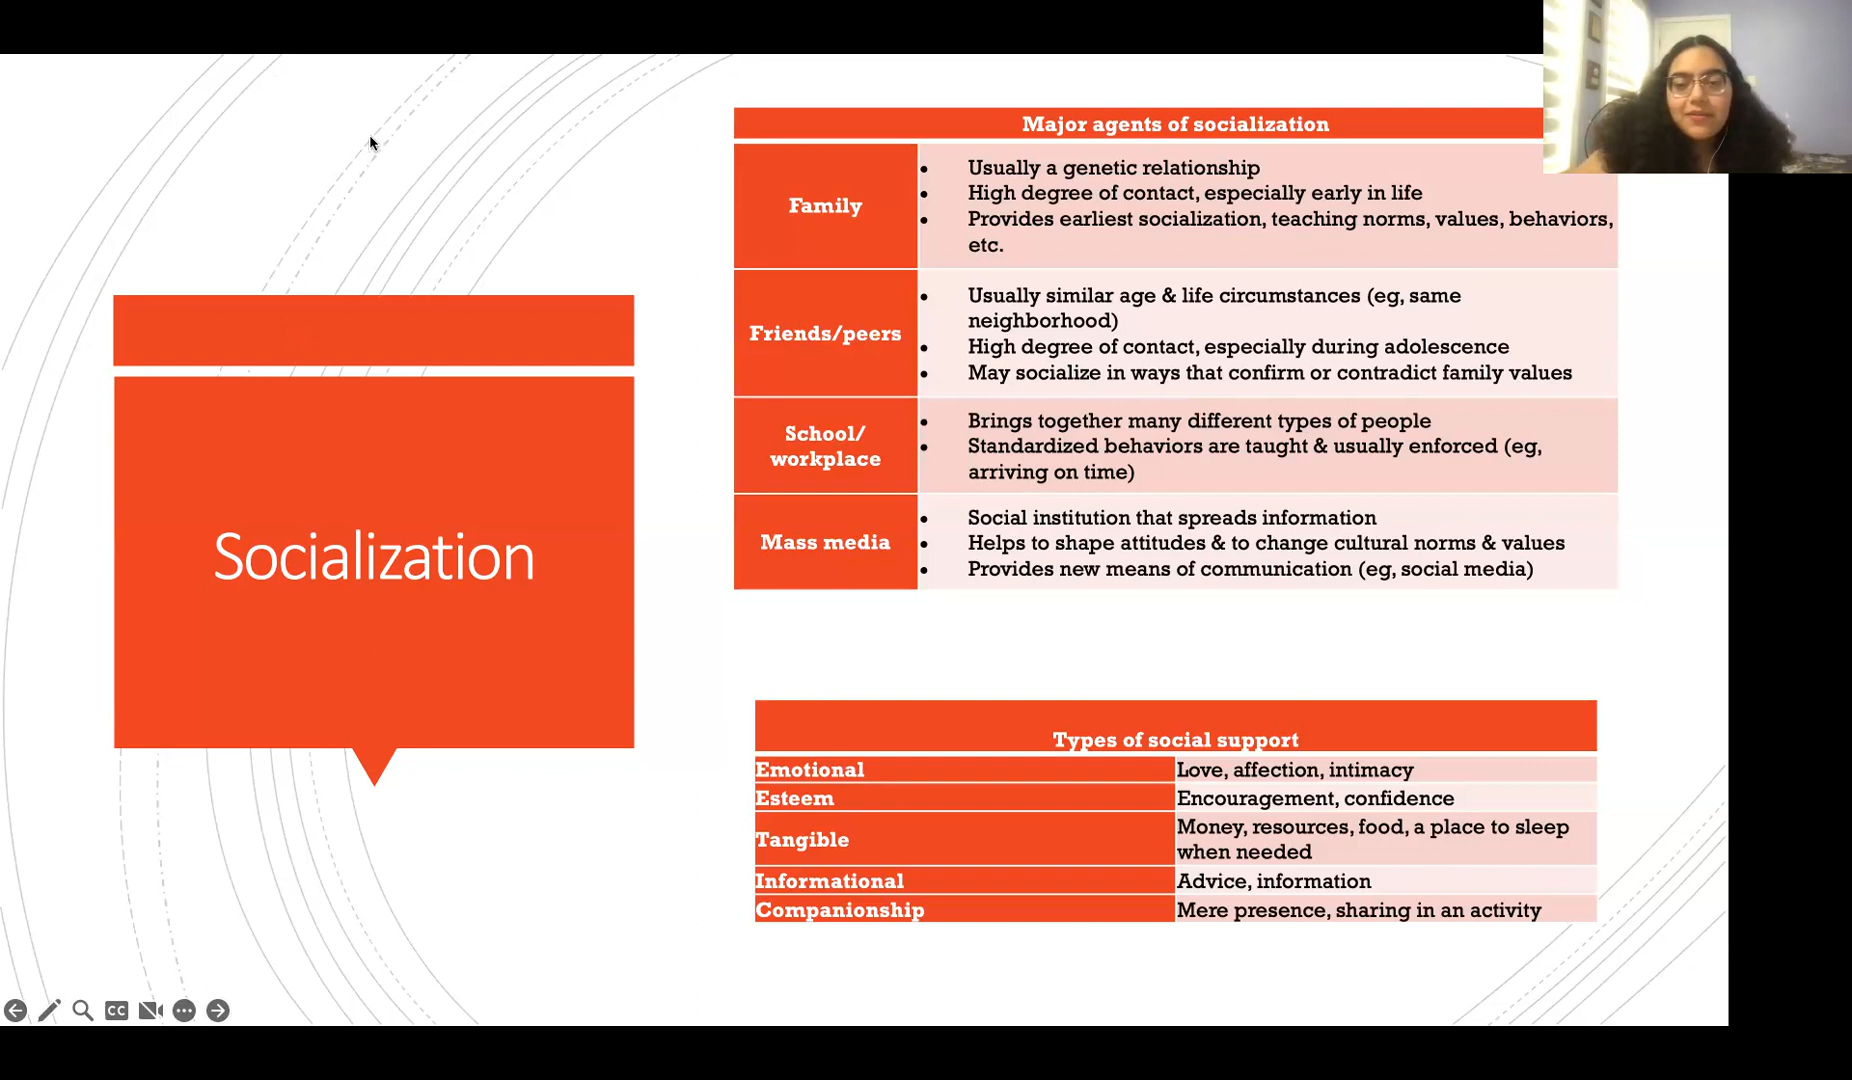 Socialization
Major agents of socialization
Family
• Usually a genetic relationship
• High degree of contact, especially early in life
• Provides earliest socialization, teaching norms, values, behaviors,
etc.
Friends/peers
• Usually similar age & life circumstances (eg, same
neighborhood)
• High degree of contact, especially during adolescence
• May socialize in ways that confirm or contradict family values
School/
workplace
• Brings together many different types of people
• Standardized behaviors are taught & usually enforced (eg,
arriving on time)
Mass media
• Social institution that spreads information
• Helps to shape attitudes & to change cultural norms & values
• Provides new means of communication (eg, social media)
Types of social support
Emotional
Love, affection, intimacy
Esteem
Encouragement, confidence
Tangible
Money, resources, food, a place to sleep
when needed
Informational
Advice, information
Companionship
Mere presence, sharing in an activity
CC